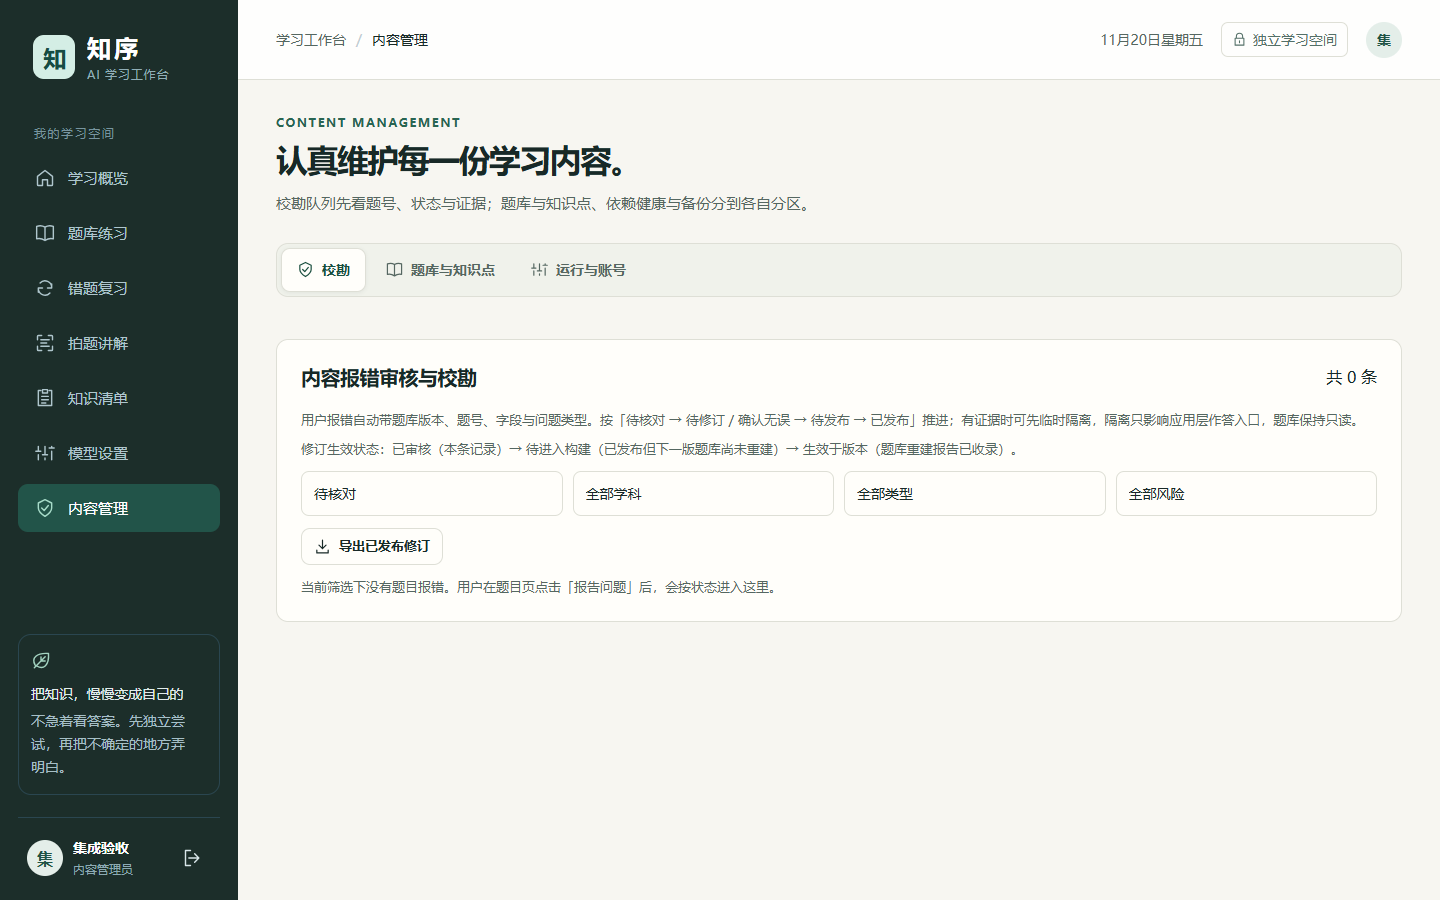 知
知序
AI 学习工作台
我的学习空间
学习概览
题库练习
错题复习
拍题讲解
知识清单
模型设置
内容管理
把知识，慢慢变成自己的
不急着看答案。先独立尝
试，再把不确定的地方弄
明白。
集
集成验收
内容管理员
学习工作台 / 内容管理
11月20日星期五
独立学习空间
集
CONTENT MANAGEMENT
认真维护每一份学习内容。
校勘队列先看题号、状态与证据；题库与知识点、依赖健康与备份分到各自分区。
校勘
题库与知识点
运行与账号
内容报错审核与校勘
共 0 条
用户报错自动带题库版本、题号、字段与问题类型。按「待核对 → 待修订 / 确认无误 → 待发布 → 已发布」推进；有证据时可先临时隔离，隔离只影响应用层作答入口，题库保持只读。
修订生效状态：已审核（本条记录）→ 待进入构建（已发布但下一版题库尚未重建）→ 生效于版本（题库重建报告已收录）。
待核对
全部学科
全部类型
全部风险
导出已发布修订
当前筛选下没有题目报错。用户在题目页点击「报告问题」后，会按状态进入这里。